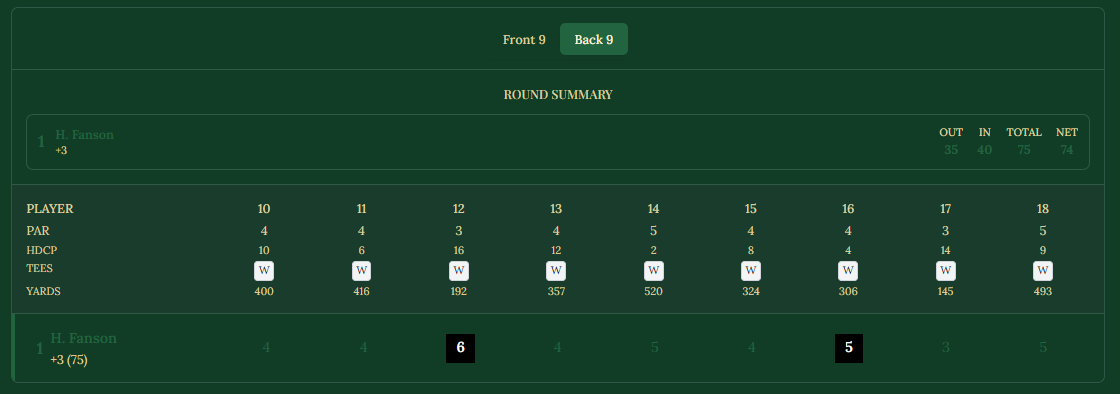 Front 9 Back 9
ROUND SUMMARY
1 H. Fanson +3 OUT IN TOTAL NET
35 40 75 74
PLAYER 10 11 12 13 14 15 16 17 18
PAR 4 4 3 4 5 4 4 3 5
HDCP 10 6 16 12 2 8 4 14 9
TEES W W W W W W W W W
YARDS 400 416 192 357 520 324 306 145 493
1 H. Fanson 4 4 6 4 5 4 5 3 5
+3 (75)